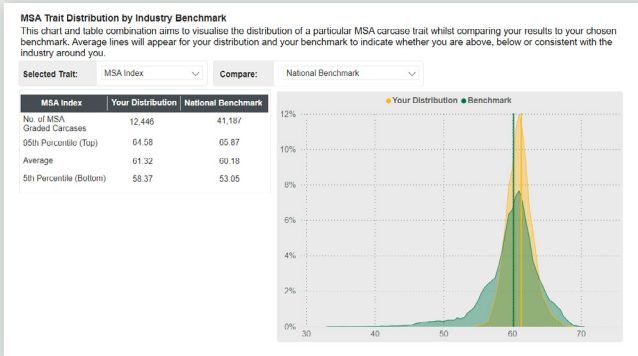 MSA Trait Distribution by Industry Benchmark
This chart and table combination aims to visualise the distribution of a particular MSA carcase trait whilst comparing your results to your chosen
benchmark. Average lines will appear for your distribution and your benchmark to indicate whether you are above, below or consistent with the
industry around you.
Selected Trait: MSA Index Compare: National Benchmark
MSA Index Your Distribution National Benchmark
No. of MSA
Graded Carcases 12,446 41,187
95th Percentile (Top) 64.58 65.87
Average 61.32 60.18
5th Percentile (Bottom) 58.37 53.05
Your Distribution Benchmark
12%
10%
8%
6%
4%
2%
0%
30 40 50 60 70